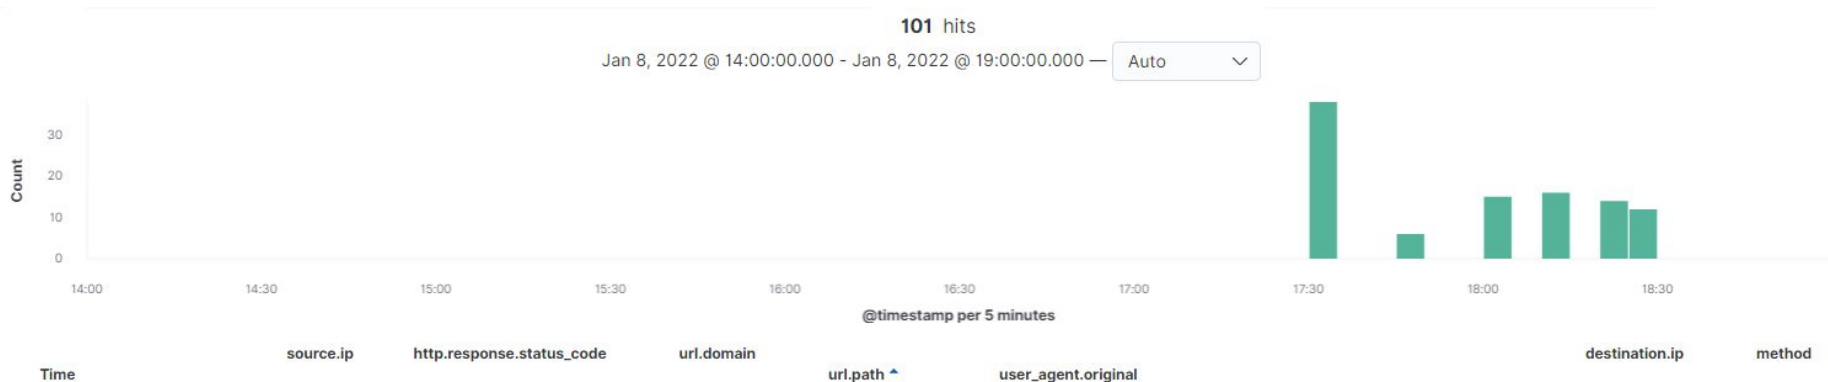 101 hits
Jan 8, 2022 @ 14:00:00.000 - Jan 8, 2022 @ 19:00:00.000 — Auto
Count
30
20
10
0
14:00 14:30 15:00 15:30 16:00 16:30 17:00 17:30 18:00 18:30
@timestamp per 5 minutes
source.ip http.response.status_code url.domain destination.ip method
Time url.path user_agent.original